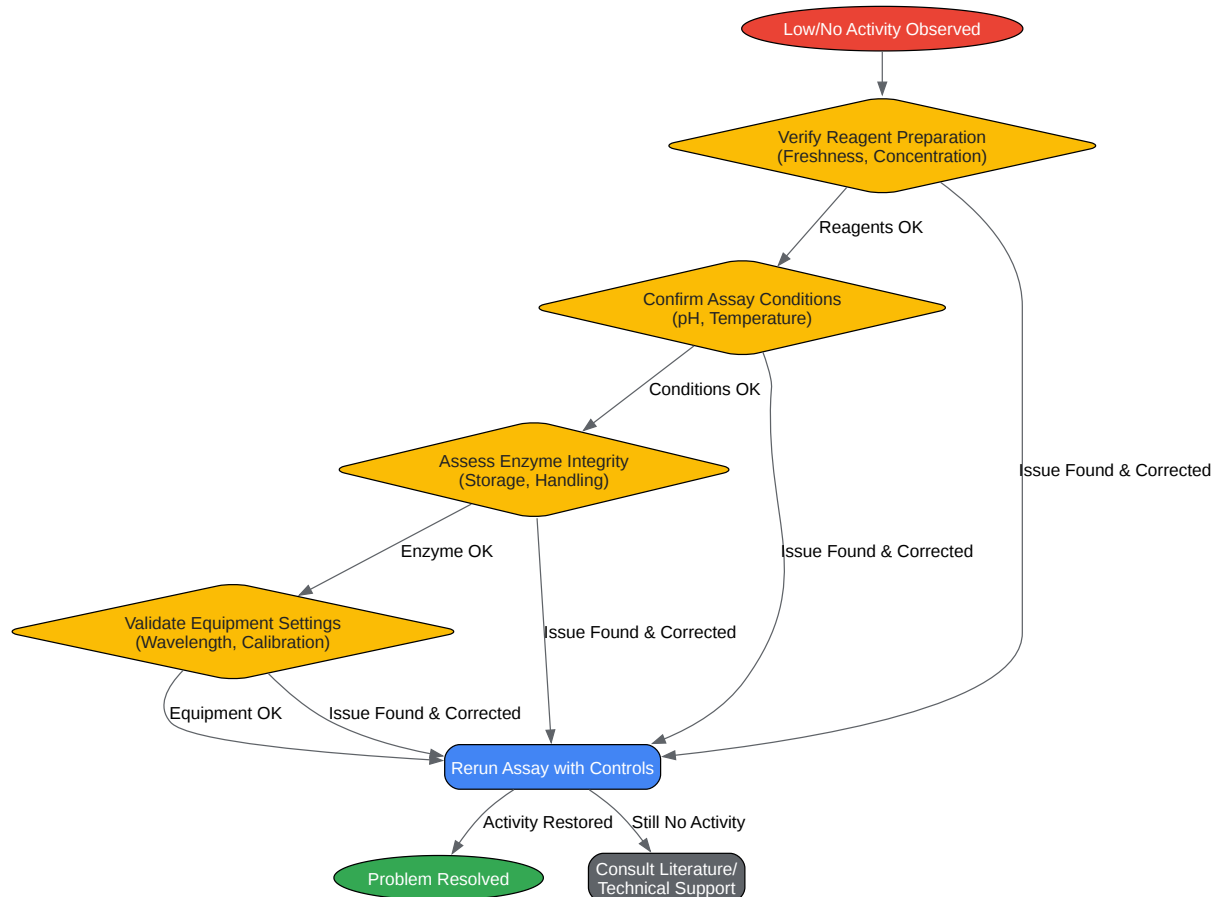 Low/No Activity Observed
Verify Reagent Preparation
(Freshness, Concentration)
Reagents OK
Confirm Assay Conditions
(pH, Temperature)
Conditions OK
Assess Enzyme Integrity
(Storage, Handling)
Issue Found & Corrected
Enzyme OK
Issue Found & Corrected
Validate Equipment Settings
(Wavelength, Calibration)
Issue Found & Corrected
Equipment OK
Issue Found & Corrected
Rerun Assay with Controls
Activity Restored
Still No Activity
Problem Resolved
Consult Literature/
Technical Support